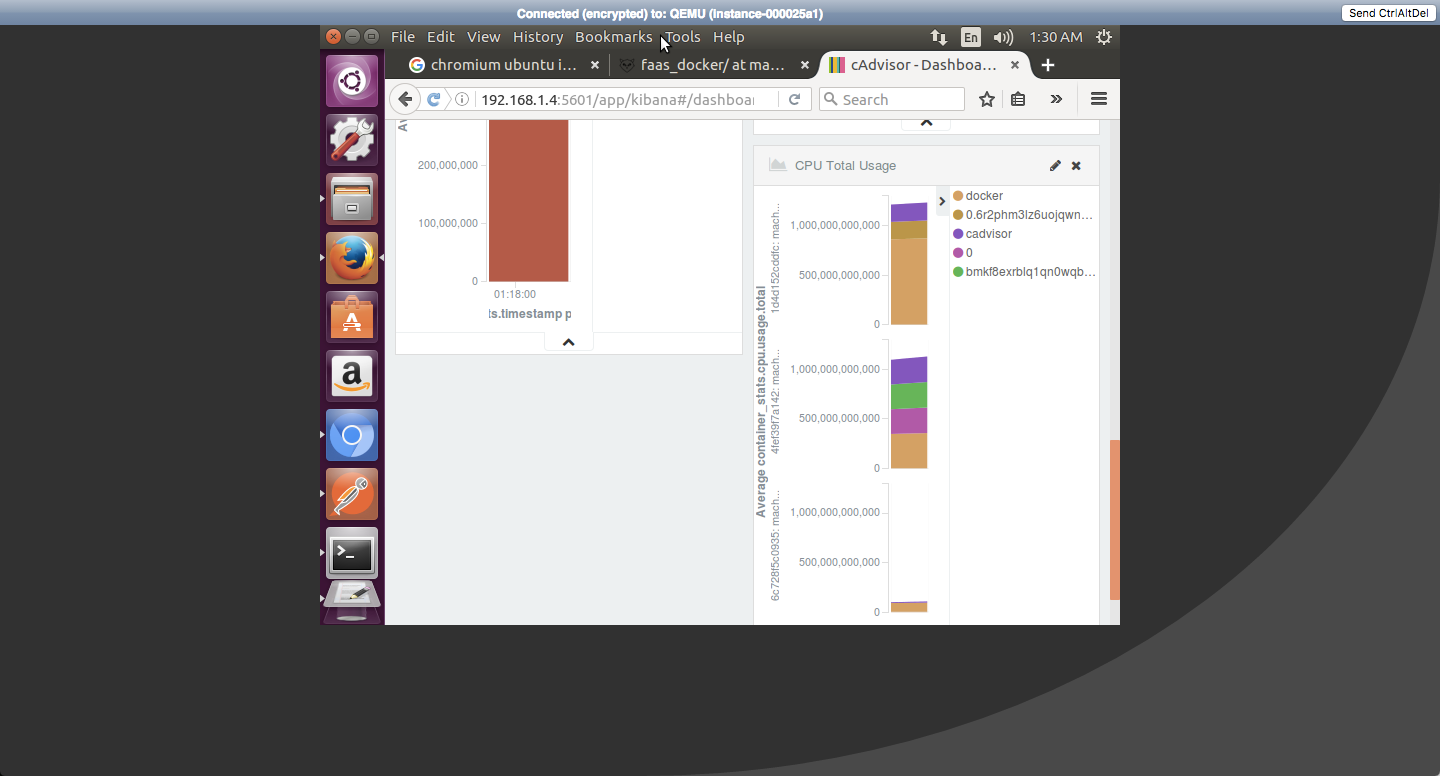 Connected (encrypted) to: QEMU (instance-000025a1)
Send CtrlAltDel
File Edit View History Bookmarks Tools Help
En
1:30 AM
chromium ubuntu i...
faas_docker/ at ma...
cAdvisor - Dashboa...
192.168.1.4:5601/app/kibana#/dashboa
Search
200,000,000
100,000,000
0
01:18:00
ts.timestamp p
CPU Total Usage
Average container_stats.cpu.usage.total
1d4d152cddfc: mach...
1,000,000,000,000
500,000,000,000
0
4fef39f7a142: mach...
1,000,000,000,000
500,000,000,000
0
6c728f5c0935: mach...
1,000,000,000,000
500,000,000,000
0
docker
0.6r2phm3lz6uojqwn...
cadvisor
0
bmkf8exrblq1qn0wqb...